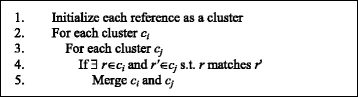 1. Initialize each reference as a cluster
2. For each cluster cᵢ
3. For each cluster cⱼ
4. If ∃ r∈cᵢ and r'∈cⱼ s.t. r matches r'
5. Merge cᵢ and cⱼ